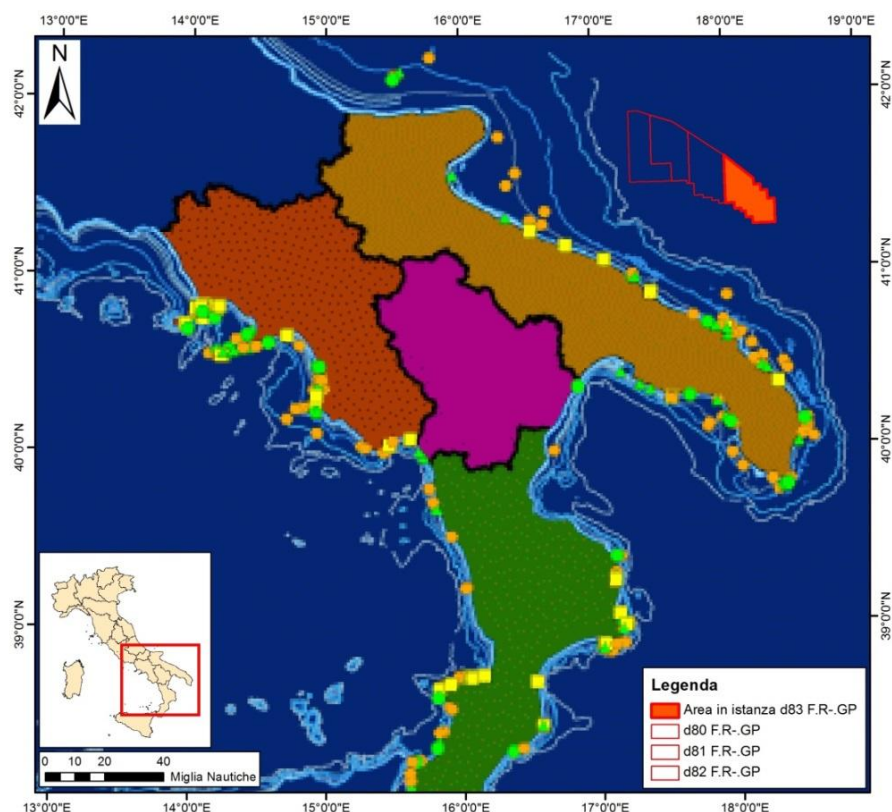 13°0'0"E 14°0'0"E 15°0'0"E 16°0'0"E 17°0'0"E 18°0'0"E 19°0'0"E
N
42°0'0"N 42°0'0"N
41°0'0"N 41°0'0"N
40°0'0"N 40°0'0"N
39°0'0"N 39°0'0"N
Legenda
Area in istanza d83 F.R-.GP
d80 F.R-.GP
d81 F.R-.GP
d82 F.R-.GP
0 10 20 40
Miglia Nautiche
13°0'0"E 14°0'0"E 15°0'0"E 16°0'0"E 17°0'0"E 18°0'0"E